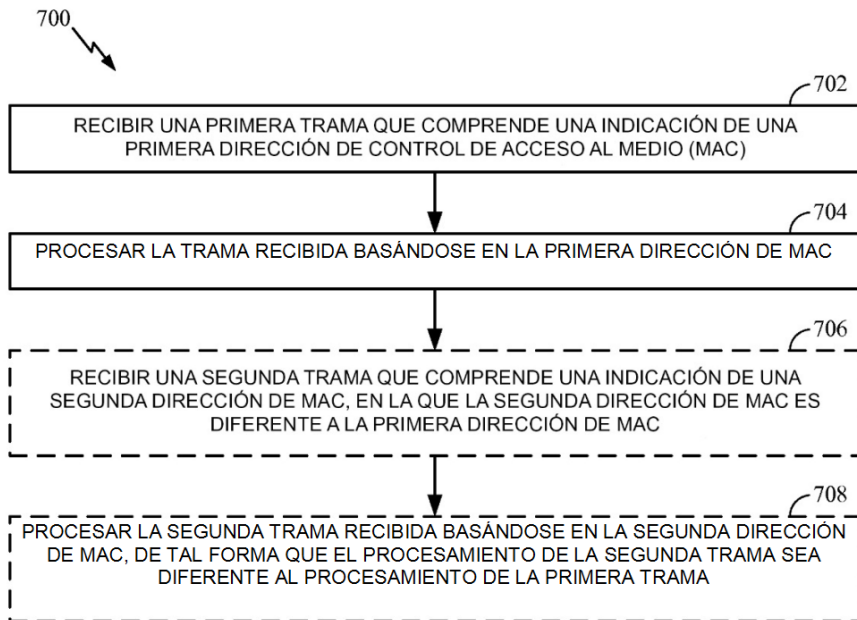 700
702
RECIBIR UNA PRIMERA TRAMA QUE COMPRENDE UNA INDICACIÓN DE UNA
PRIMERA DIRECCIÓN DE CONTROL DE ACCESO AL MEDIO (MAC)
704
PROCESAR LA TRAMA RECIBIDA BASÁNDOSE EN LA PRIMERA DIRECCIÓN DE MAC
706
RECIBIR UNA SEGUNDA TRAMA QUE COMPRENDE UNA INDICACIÓN DE UNA
SEGUNDA DIRECCIÓN DE MAC, EN LA QUE LA SEGUNDA DIRECCIÓN DE MAC ES
DIFERENTE A LA PRIMERA DIRECCIÓN DE MAC
708
PROCESAR LA SEGUNDA TRAMA RECIBIDA BASÁNDOSE EN LA SEGUNDA DIRECCIÓN
DE MAC, DE TAL FORMA QUE EL PROCESAMIENTO DE LA SEGUNDA TRAMA SEA
DIFERENTE AL PROCESAMIENTO DE LA PRIMERA TRAMA